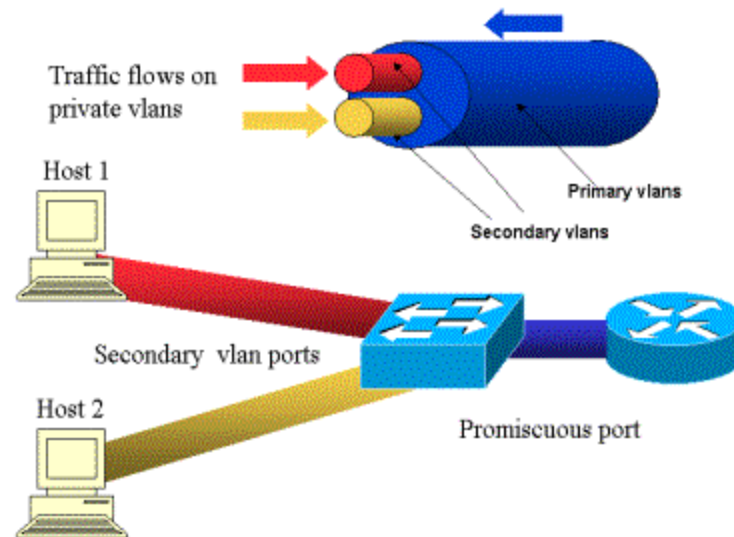 Traffic flows on
private vlans
Primary vlans
Secondary vlans
Host 1
Secondary vlan ports
Host 2
Promiscuous port